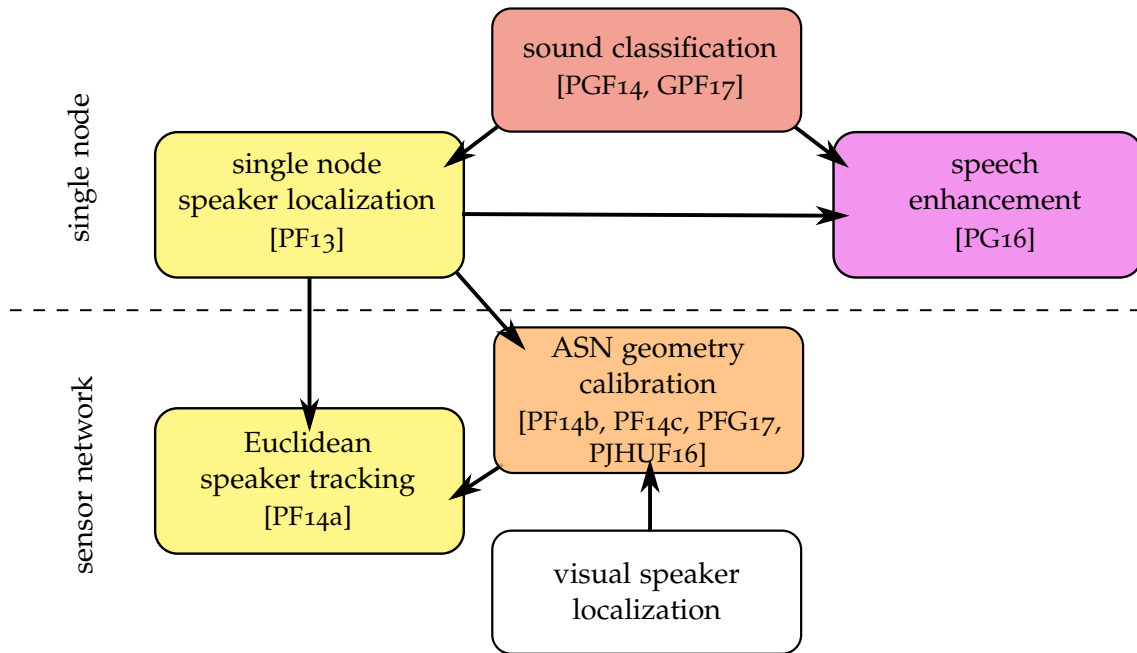 single node
sound classification
[PGF14, GPF17]
single node
speaker localization
[PF13]
speech
enhancement
[PG16]
sensor network
ASN geometry
calibration
[PF14b, PF14c, PFG17,
PJHUF16]
Euclidean
speaker tracking
[PF14a]
visual speaker
localization